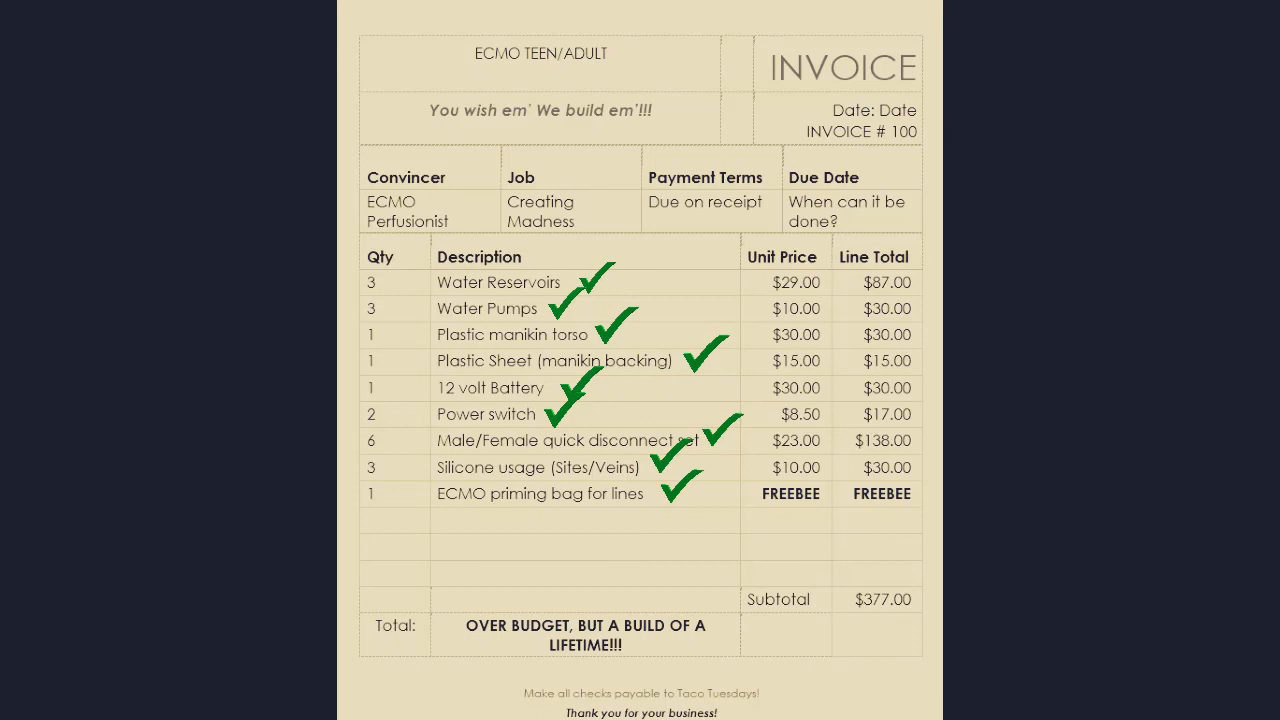 ECMO TEEN/ADULT
INVOICE
You wish em' We build em'!!!
Date: Date
INVOICE # 100
Convincer Job Payment Terms Due Date
ECMO Perfusionist Creating Madness Due on receipt When can it be done?
Qty Description Unit Price Line Total
3 Water Reservoirs $29.00 $87.00
3 Water Pumps $10.00 $30.00
1 Plastic manikin torso $30.00 $30.00
1 Plastic Sheet (manikin backing) $15.00 $15.00
1 12 volt Battery $30.00 $30.00
2 Power switch $8.50 $17.00
6 Male/Female quick disconnect set $23.00 $138.00
3 Silicone usage (Sites/Veins) $10.00 $30.00
1 ECMO priming bag for lines FREEBEE FREEBEE
Subtotal $377.00
Total: OVER BUDGET, BUT A BUILD OF A
LIFETIME!!!
Make all checks payable to Taco Tuesdays!
Thank you for your business!